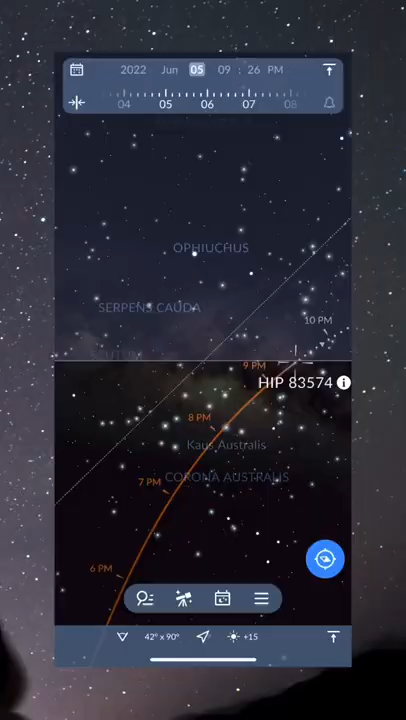 2022 Jun 05 09 : 26 PM
04 05 06 07 08
OPHIUCHUS
SERPENS CAUDA
10 PM
SCUTUM
9 PM
HIP 83574
8 PM
Kaus Australis
CORONA AUSTRALIS
7 PM
6 PM
42° x 90° +15